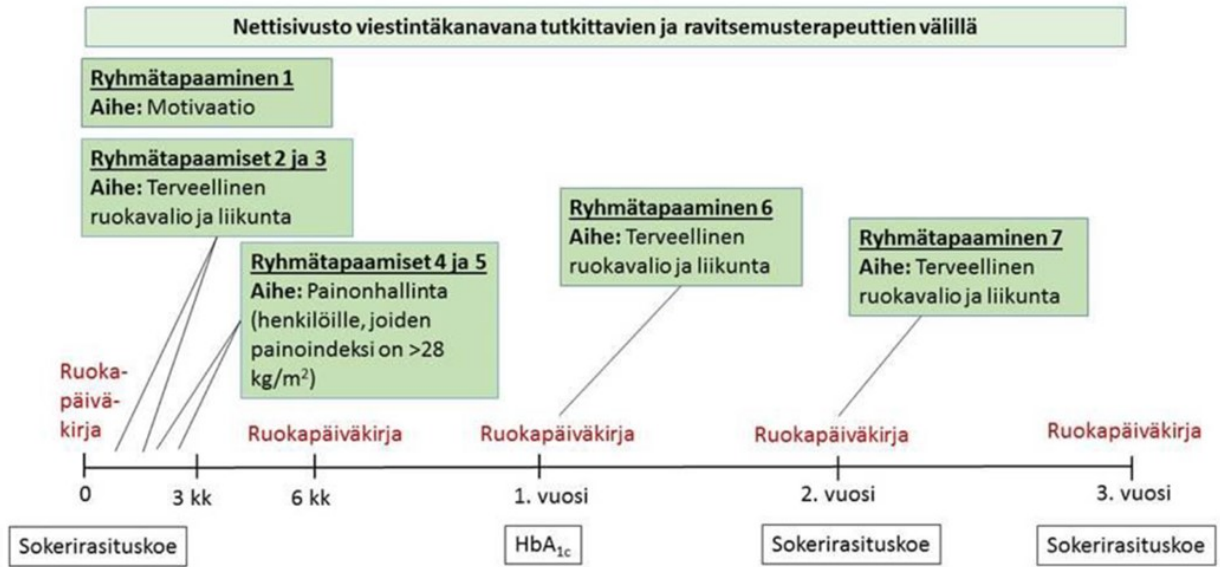 Nettisivusto viestintäkanavana tutkittavien ja ravitsemusterapeuttien välillä
Ryhmätapaaminen 1
Aihe: Motivaatio
Ryhmätapaamiset 2 ja 3
Aihe: Terveellinen
ruokavalio ja liikunta
Ryhmätapaamiset 4 ja 5
Aihe: Painonhallinta
(henkilöille, joiden
painoindeksi on >28
kg/m²)
Ryhmätapaaminen 6
Aihe: Terveellinen
ruokavalio ja liikunta
Ryhmätapaaminen 7
Aihe: Terveellinen
ruokavalio ja liikunta
Ruoka-
päivä-
kirja
Ruokapäiväkirja
Ruokapäiväkirja
Ruokapäiväkirja
Ruokapäiväkirja
0
3 kk
6 kk
1. vuosi
2. vuosi
3. vuosi
Sokerirasituskoe
HbA1c
Sokerirasituskoe
Sokerirasituskoe